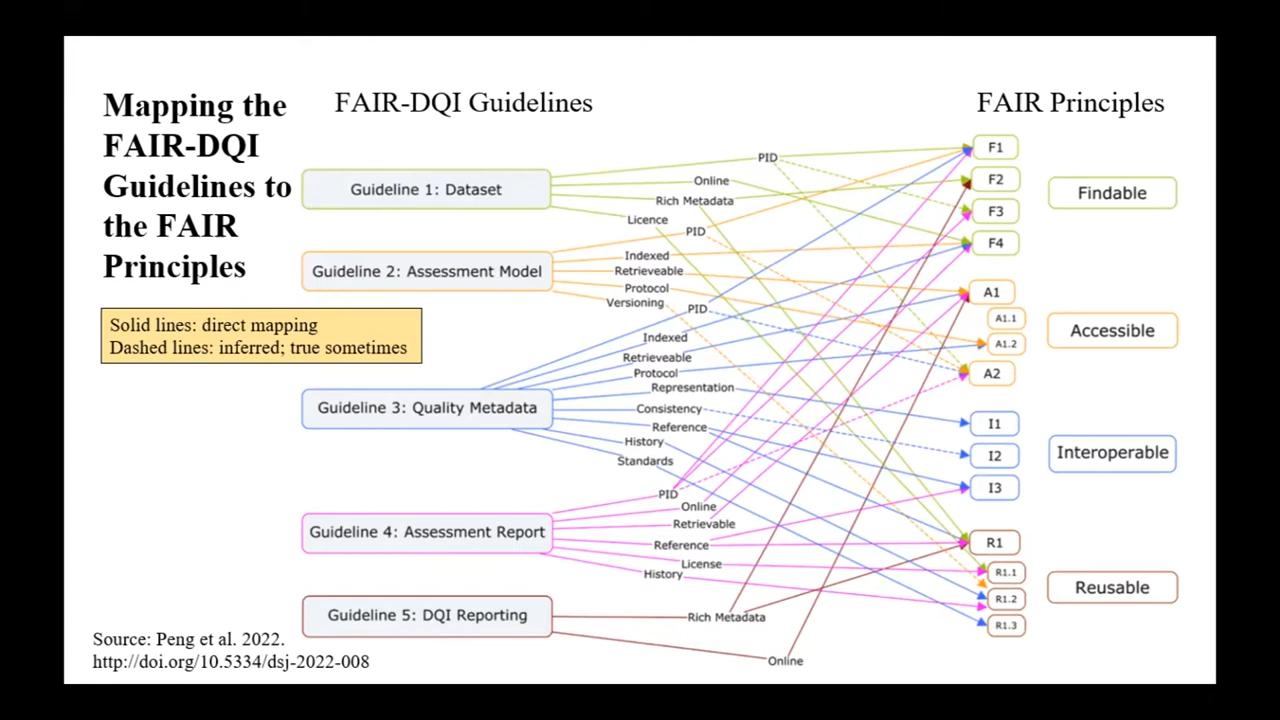 Mapping the
FAIR-DQI
Guidelines to
the FAIR
Principles
Solid lines: direct mapping
Dashed lines: inferred; true sometimes
FAIR-DQI Guidelines
FAIR Principles
Guideline 1: Dataset
Guideline 2: Assessment Model
Guideline 3: Quality Metadata
Guideline 4: Assessment Report
Guideline 5: DQI Reporting
PID
Online
Rich Metadata
Licence
PID
Indexed
Retrieveable
Protocol
Versioning
PID
Indexed
Retrieveable
Protocol
Representation
Consistency
Reference
History
Standards
PID
Online
Retrievable
Reference
License
History
Rich Metadata
Online
F1
F2
F3
F4
A1
A1.1
A1.2
A2
I1
I2
I3
R1
R1.1
R1.2
R1.3
Findable
Accessible
Interoperable
Reusable
Source: Peng et al. 2022.
http://doi.org/10.5334/dsj-2022-008